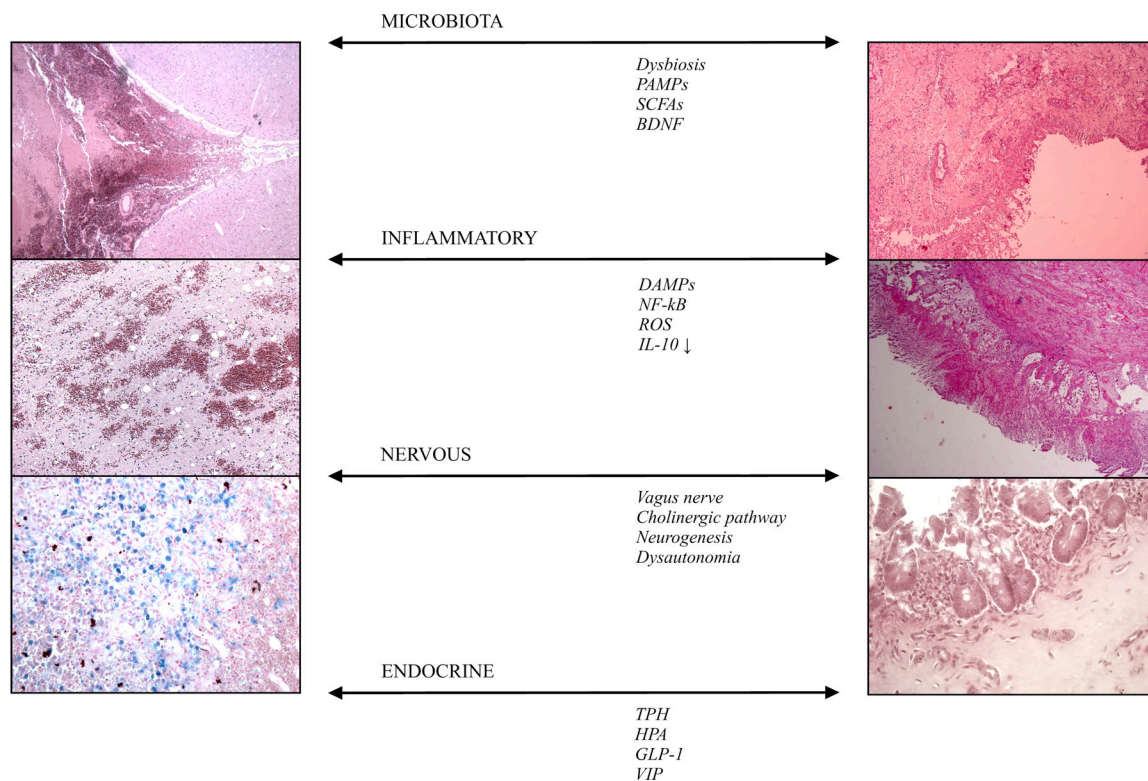 MICROBIOTA
Dysbiosis
PAMPs
SCFAs
BDNF
INFLAMMATORY
DAMPs
NF-kB
ROS
IL-10 ↓
NERVOUS
Vagus nerve
Cholinergic pathway
Neurogenesis
Dysautonomia
ENDOCRINE
TPH
HPA
GLP-1
VIP